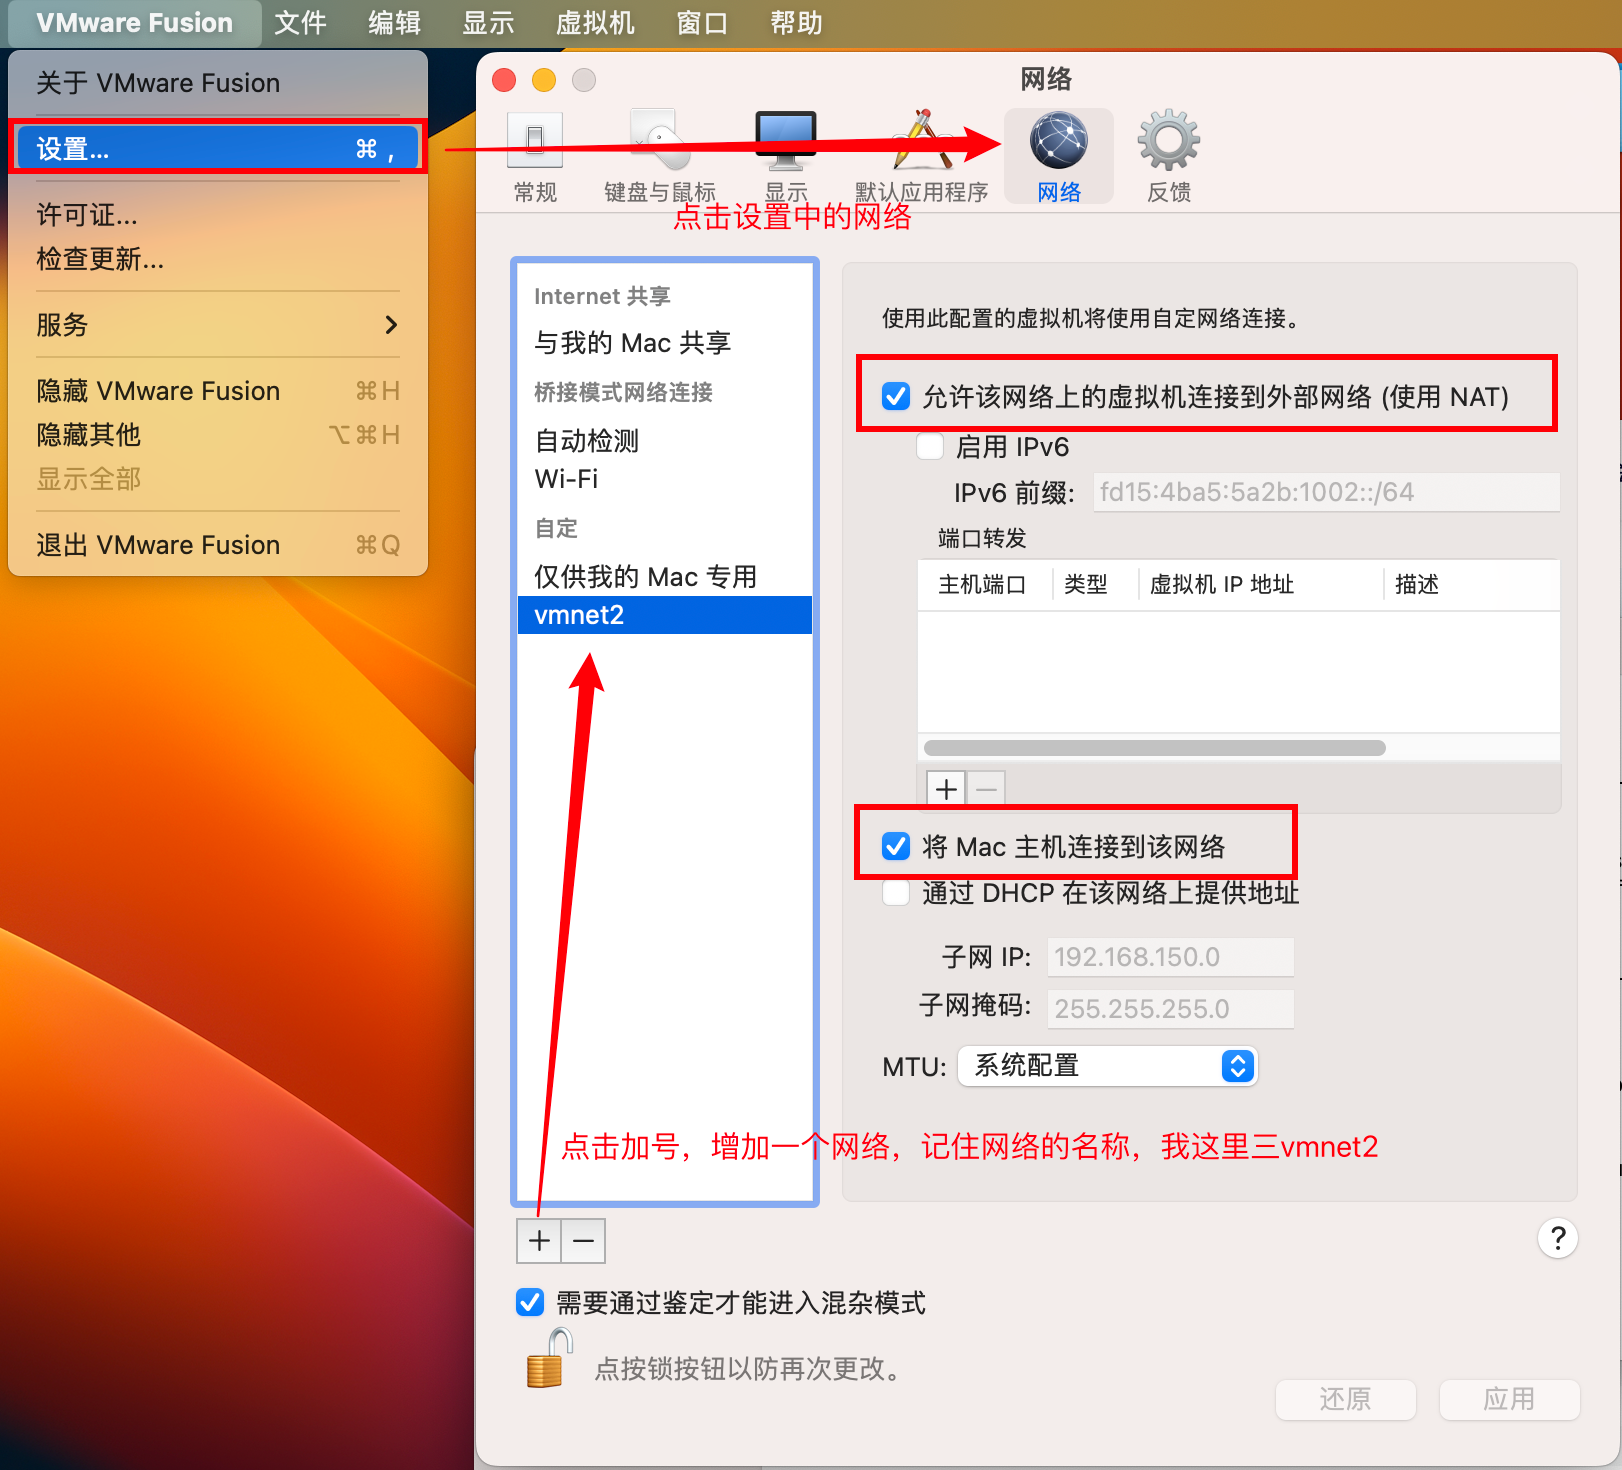 VMware Fusion 文件 编辑 显示 虚拟机 窗口 帮助
关于 VMware Fusion
设置... ⌘ ,
许可证...
检查更新...
服务
隐藏 VMware Fusion ⌘H
隐藏其他 ⌥⌘H
显示全部
退出 VMware Fusion ⌘Q
网络
常规 键盘与鼠标 显示 默认应用程序 网络 反馈
点击设置中的网络
Internet 共享
与我的 Mac 共享
桥接模式网络连接
自动检测
Wi-Fi
自定
仅供我的 Mac 专用
vmnet2
使用此配置的虚拟机将使用自定网络连接。
允许该网络上的虚拟机连接到外部网络 (使用 NAT)
启用 IPv6
IPv6 前缀: fd15:4ba5:5a2b:1002::/64
端口转发
主机端口 类型 虚拟机 IP 地址 描述
将 Mac 主机连接到该网络
通过 DHCP 在该网络上提供地址
子网 IP: 192.168.150.0
子网掩码: 255.255.255.0
MTU: 系统配置
点击加号，增加一个网络，记住网络的名称，我这里三vmnet2
?
需要通过鉴定才能进入混杂模式
点按锁按钮以防再次更改。
还原 应用